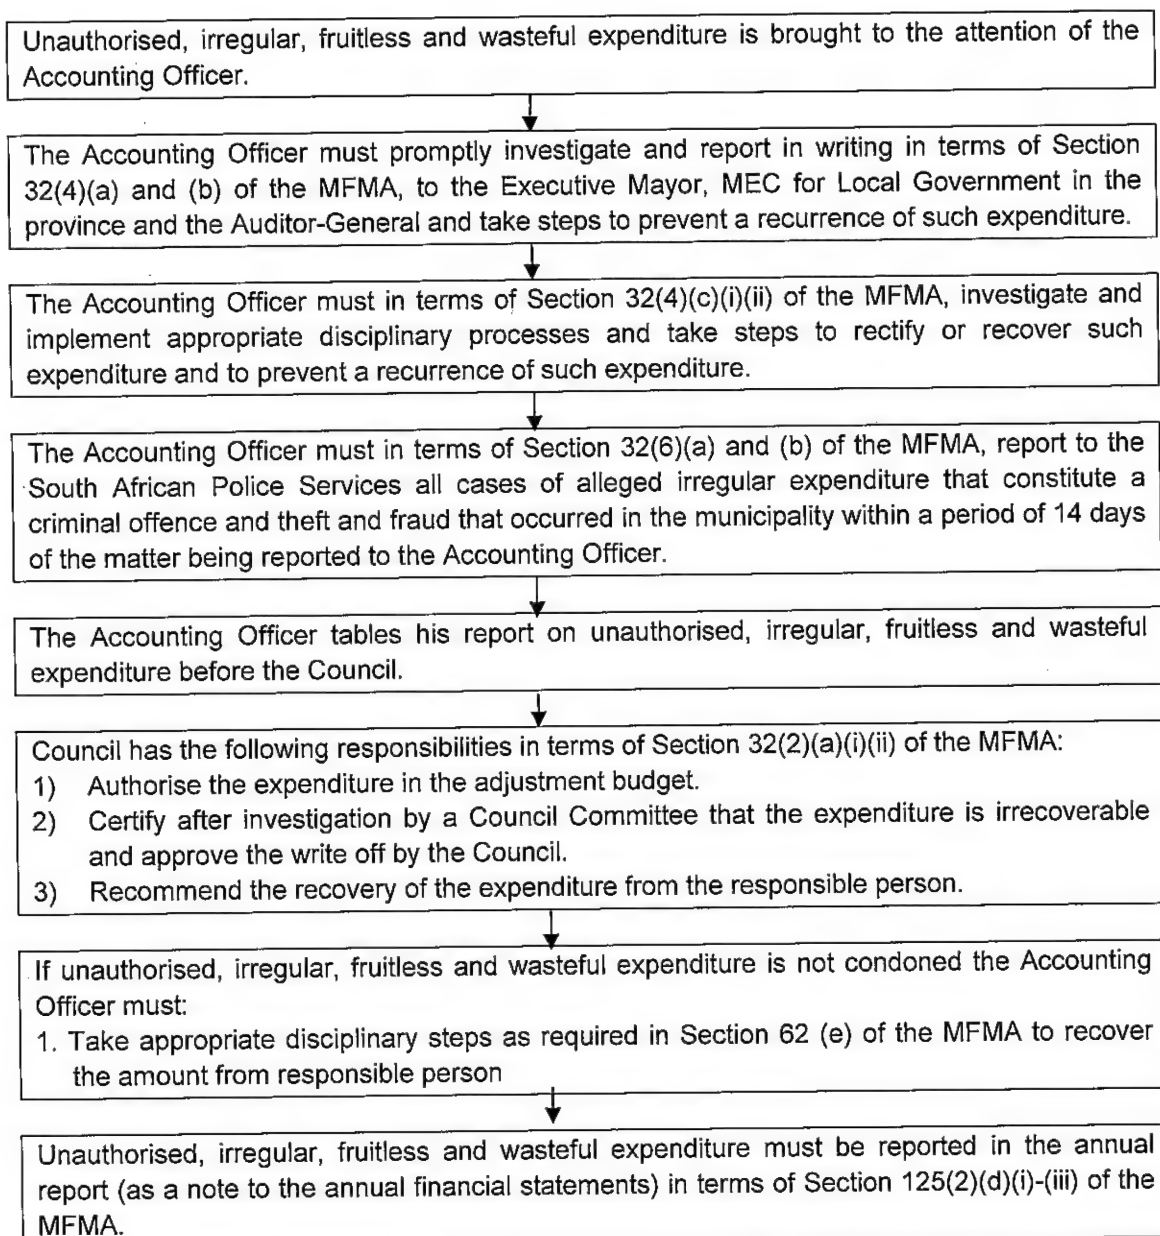 Unauthorised, irregular, fruitless and wasteful expenditure is brought to the attention of the
Accounting Officer.
The Accounting Officer must promptly investigate and report in writing in terms of Section
32(4)(a) and (b) of the MFMA, to the Executive Mayor, MEC for Local Government in the
province and the Auditor-General and take steps to prevent a recurrence of such expenditure.
The Accounting Officer must in terms of Section 32(4)(c)(i)(ii) of the MFMA, investigate and
implement appropriate disciplinary processes and take steps to rectify or recover such
expenditure and to prevent a recurrence of such expenditure.
The Accounting Officer must in terms of Section 32(6)(a) and (b) of the MFMA, report to the
South African Police Services all cases of alleged irregular expenditure that constitute a
criminal offence and theft and fraud that occurred in the municipality within a period of 14 days
of the matter being reported to the Accounting Officer.
The Accounting Officer tables his report on unauthorised, irregular, fruitless and wasteful
expenditure before the Council.
Council has the following responsibilities in terms of Section 32(2)(a)(i)(ii) of the MFMA:
1) Authorise the expenditure in the adjustment budget.
2) Certify after investigation by a Council Committee that the expenditure is irrecoverable
and approve the write off by the Council.
3) Recommend the recovery of the expenditure from the responsible person.
If unauthorised, irregular, fruitless and wasteful expenditure is not condoned the Accounting
Officer must:
1. Take appropriate disciplinary steps as required in Section 62 (e) of the MFMA to recover
the amount from responsible person
Unauthorised, irregular, fruitless and wasteful expenditure must be reported in the annual
report (as a note to the annual financial statements) in terms of Section 125(2)(d)(i)-(iii) of the
MFMA.